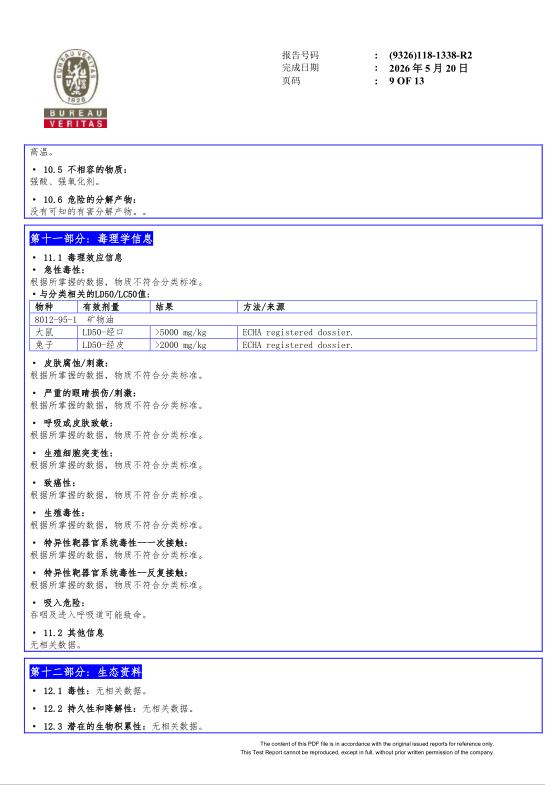 BUREAU VERITAS
1828
BUREAU
VERITAS
报告号码 : (9326)118-1338-R2
完成日期 : 2026 年 5 月 20 日
页码 : 9 OF 13
高温。
· 10.5 不相容的物质:
强酸、强氧化剂。
· 10.6 危险的分解产物:
没有可知的有害分解产物。。
第十一部分: 毒理学信息
· 11.1 毒理效应信息
· 急性毒性:
根据所掌握的数据, 物质不符合分类标准。
· 与分类相关的LD50/LC50值:
物种 有效剂量 结果 方法/来源
8012-95-1 矿物油
大鼠 LD50-经口 >5000 mg/kg ECHA registered dossier.
兔子 LD50-经皮 >2000 mg/kg ECHA registered dossier.
· 皮肤腐蚀/刺激:
根据所掌握的数据, 物质不符合分类标准。
· 严重的眼睛损伤/刺激:
根据所掌握的数据, 物质不符合分类标准。
· 呼吸或皮肤致敏:
根据所掌握的数据, 物质不符合分类标准。
· 生殖细胞突变性:
根据所掌握的数据, 物质不符合分类标准。
· 致癌性:
根据所掌握的数据, 物质不符合分类标准。
· 生殖毒性:
根据所掌握的数据, 物质不符合分类标准。
· 特异性靶器官系统毒性—一次接触:
根据所掌握的数据, 物质不符合分类标准。
· 特异性靶器官系统毒性—反复接触:
根据所掌握的数据, 物质不符合分类标准。
· 吸入危险:
吞咽及进入呼吸道可能致命。
· 11.2 其他信息
无相关数据。
第十二部分: 生态资料
· 12.1 毒性: 无相关数据。
· 12.2 持久性和降解性: 无相关数据。
· 12.3 潜在的生物积累性: 无相关数据。
The content of this PDF file is in accordance with the original issued reports for reference only.
This Test Report cannot be reproduced, except in full, without prior written permission of the company.